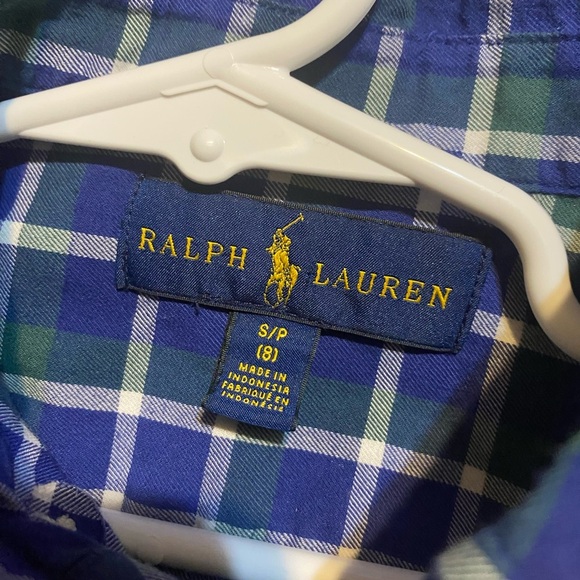 RALPH LAUREN
S/P
(8)
MADE IN
INDONESIA
FABRIQUÉ EN
INDONÉSIE